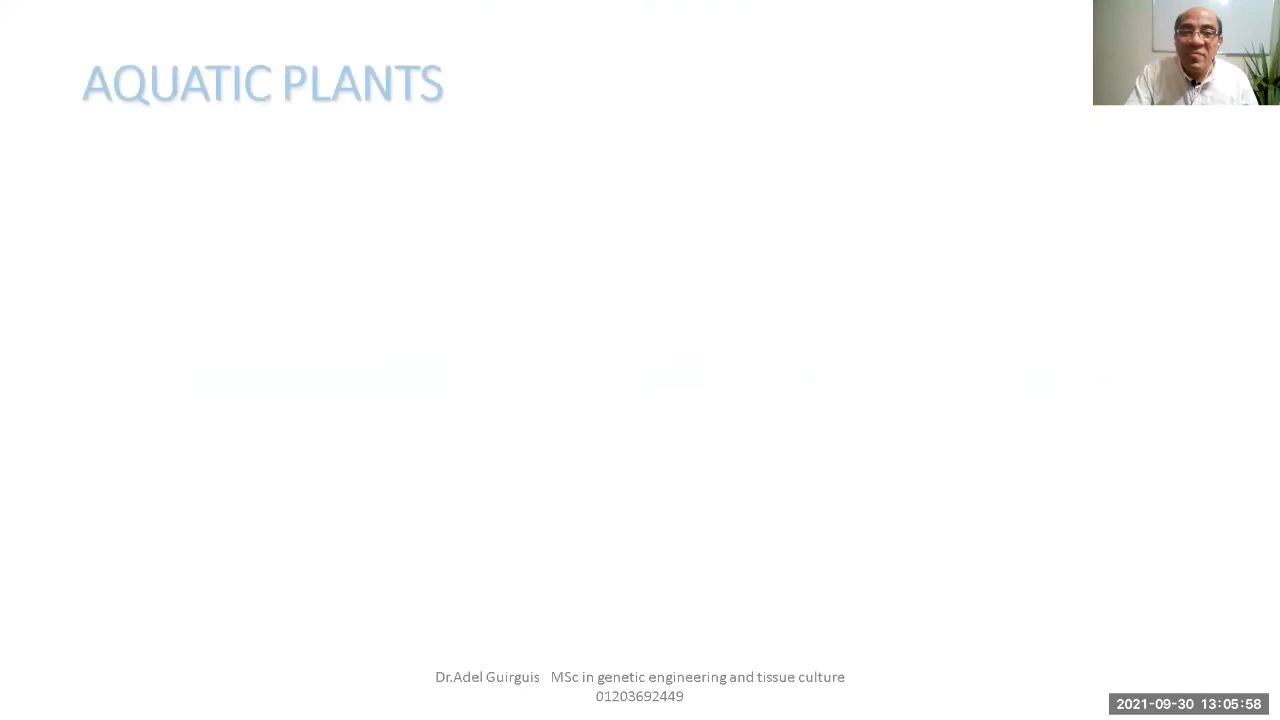 AQUATIC PLANTS
Dr.Adel Guirguis MSc in genetic engineering and tissue culture
01203692449
2021-09-30 13:05:58